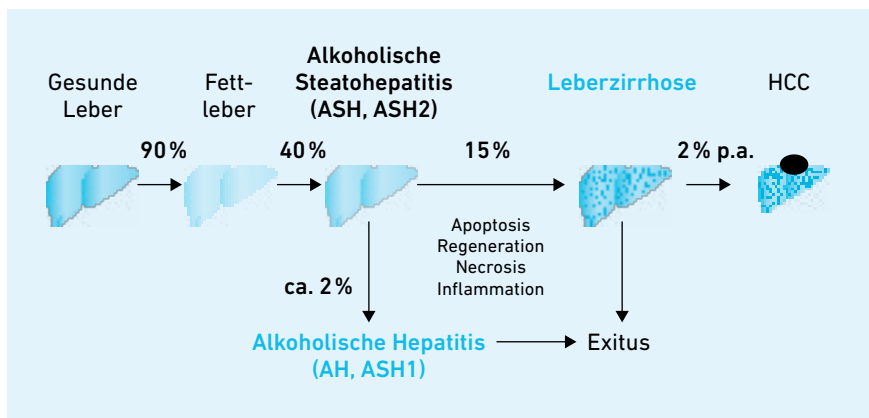 Gesunde
Leber
Fett-
leber
Alkoholische
Steatohepatitis
(ASH, ASH2)
Leberzirrhose
HCC
90 %
40 %
15 %
2 % p.a.
Apoptosis
Regeneration
Necrosis
Inflammation
ca. 2 %
Alkoholische Hepatitis
(AH, ASH1)
Exitus